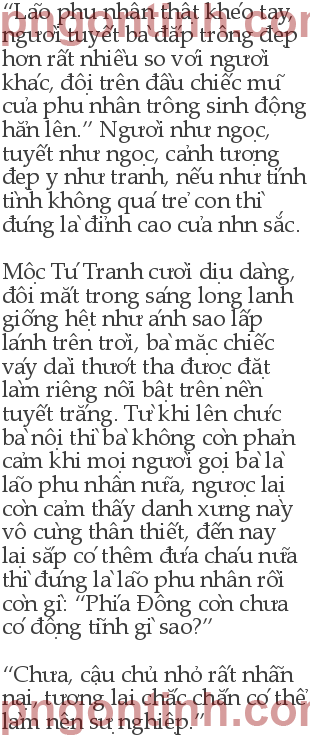 “Lão phu nhân thật khéo tay,
người tuyết bà đắp trông đẹp
hơn rất nhiều so với người
khác, đội trên đầu chiếc mũ
của phu nhân trông sinh động
hẳn lên.” Người như ngọc,
tuyết như ngọc, cảnh tượng
đẹp y như tranh, nếu như tính
tình không quá trẻ con thì
đúng là đỉnh cao của nhn sắc.

Mộc Tử Tranh cười dịu dàng,
đôi mắt trong sáng long lanh
giống hệt như ánh sao lấp
lánh trên trời, bà mặc chiếc
váy dài thướt tha được đặt
làm riêng nổi bật trên nền
tuyết trắng. Từ khi lên chức
bà nội thì bà không còn phản
cảm khi mọi người gọi bà là
lão phu nhân nữa, ngược lại
còn cảm thấy danh xưng này
vô cùng thân thiết, đến nay
lại sắp có thêm đứa cháu nữa
thì đúng là lão phu nhân rồi
còn gì: “Phía Đông còn chưa
có động tĩnh gì sao?”

“Chưa, cậu chủ nhỏ rất nhẫn
nại, tương lai chắc chắn có thể
làm nên sự nghiệp.”
pngontinh.com
pngontinh.com
pngontinh.com